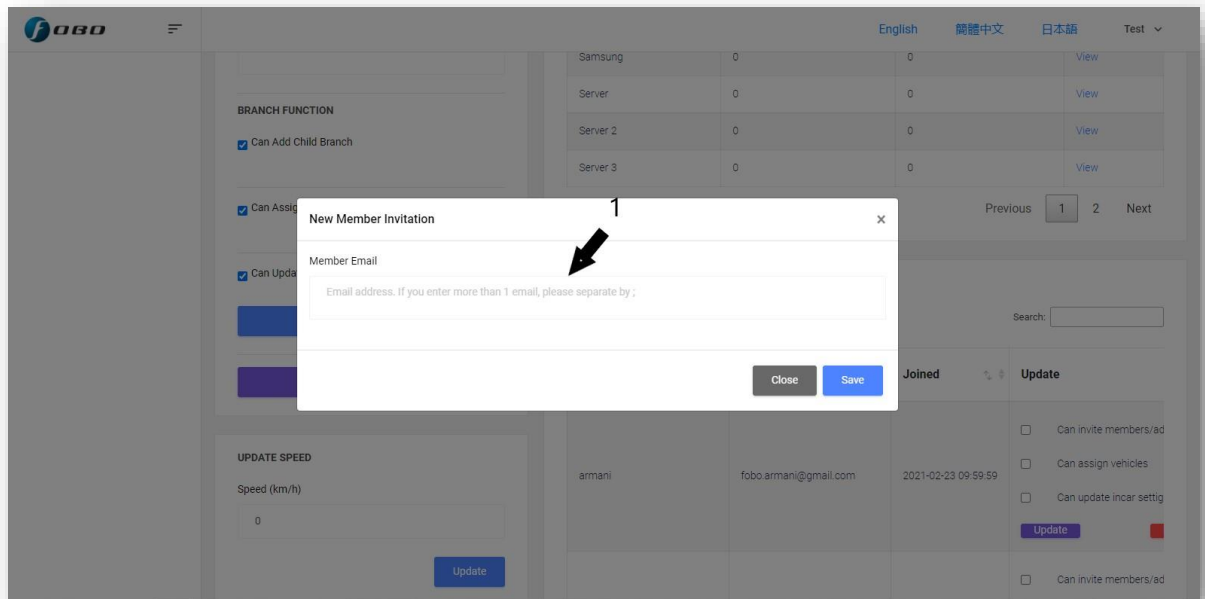 FOBO
English 簡體中文 日本語 Test
Samsung 0 0 View
Server 0 0 View
BRANCH FUNCTION
Server 2 0 0 View
Can Add Child Branch
Server 3 0 0 View
Can Assig
New Member Invitation
1
×
Previous 1 2 Next
Member Email
Can Upda
Email address. If you enter more than 1 email, please separate by ;
Search:
Close Save
Joined Update
Can invite members/ad
UPDATE SPEED
armani fobo.armani@gmail.com 2021-02-23 09:59:59
Can assign vehicles
Speed (km/h)
Can update incar settig
0
Update
Update
Can invite members/ad